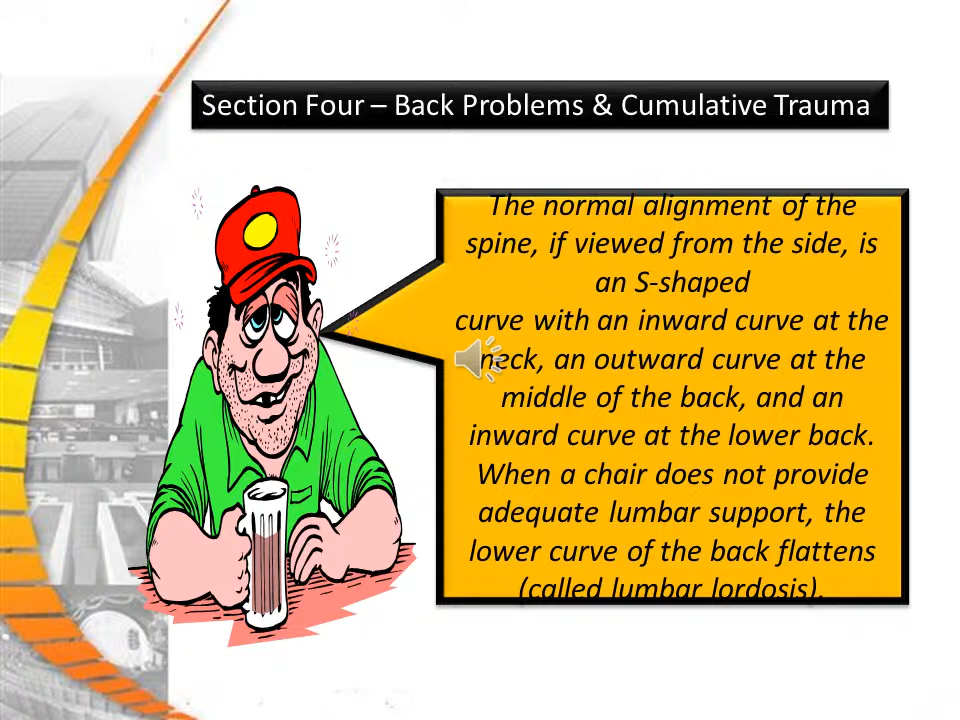 Section Four – Back Problems & Cumulative Trauma
The normal alignment of the
spine, if viewed from the side, is
an S-shaped
curve with an inward curve at the
neck, an outward curve at the
middle of the back, and an
inward curve at the lower back.
When a chair does not provide
adequate lumbar support, the
lower curve of the back flattens
(called lumbar lordosis).